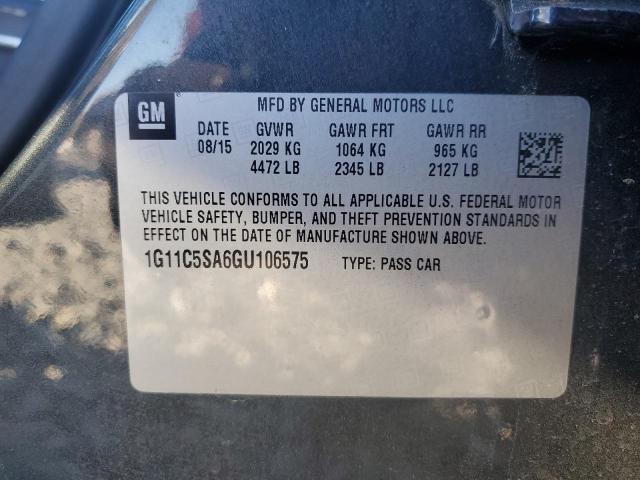 GM
MFD BY GENERAL MOTORS LLC
DATE GVWR GAWR FRT GAWR RR
08/15 2029 KG 1064 KG 965 KG
4472 LB 2345 LB 2127 LB
THIS VEHICLE CONFORMS TO ALL APPLICABLE U.S. FEDERAL MOTOR
VEHICLE SAFETY, BUMPER, AND THEFT PREVENTION STANDARDS IN
EFFECT ON THE DATE OF MANUFACTURE SHOWN ABOVE.
1G11C5SA6GU106575 TYPE: PASS CAR